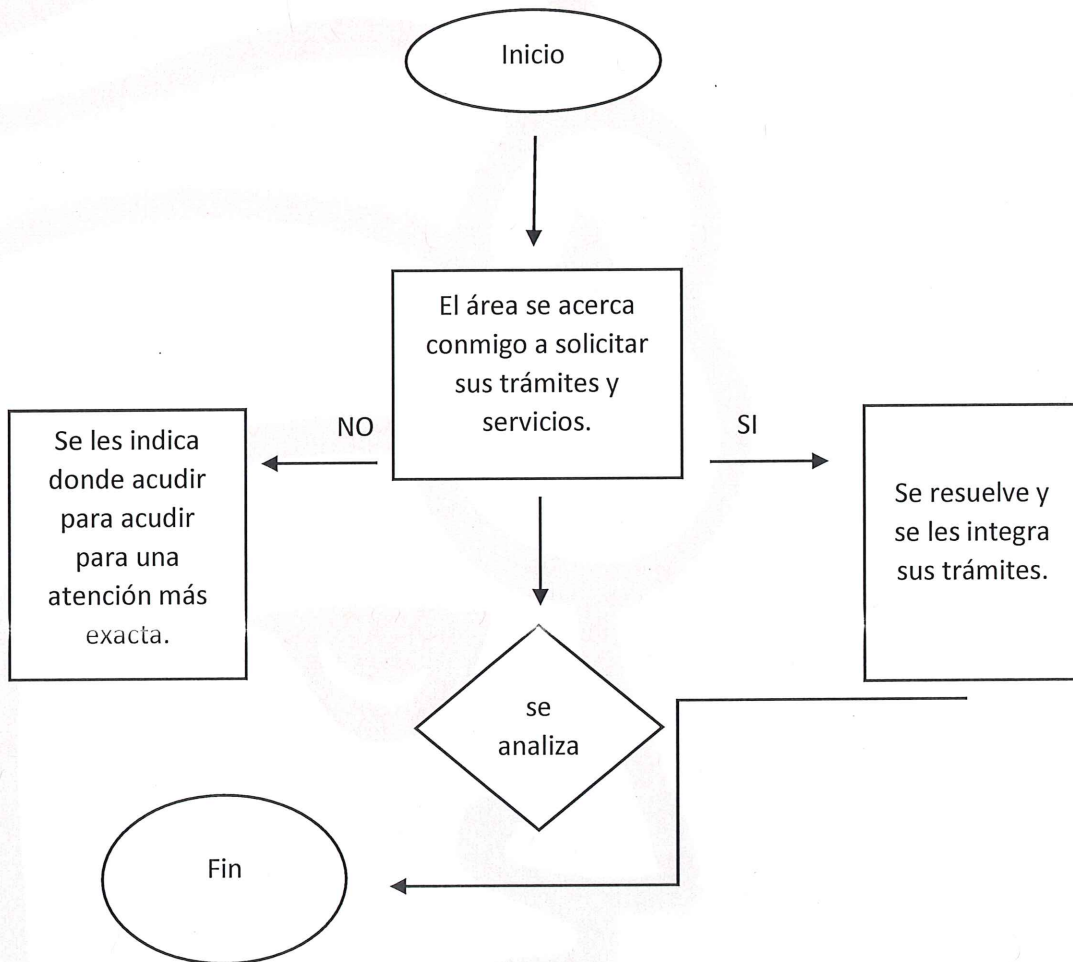 Inicio
El área se acerca
conmigo a solicitar
sus trámites y
servicios.
NO
SI
Se les indica
donde acudir
para acudir
para una
atención más
exacta.
Se resuelve y
se les integra
sus trámites.
se
analiza
Fin